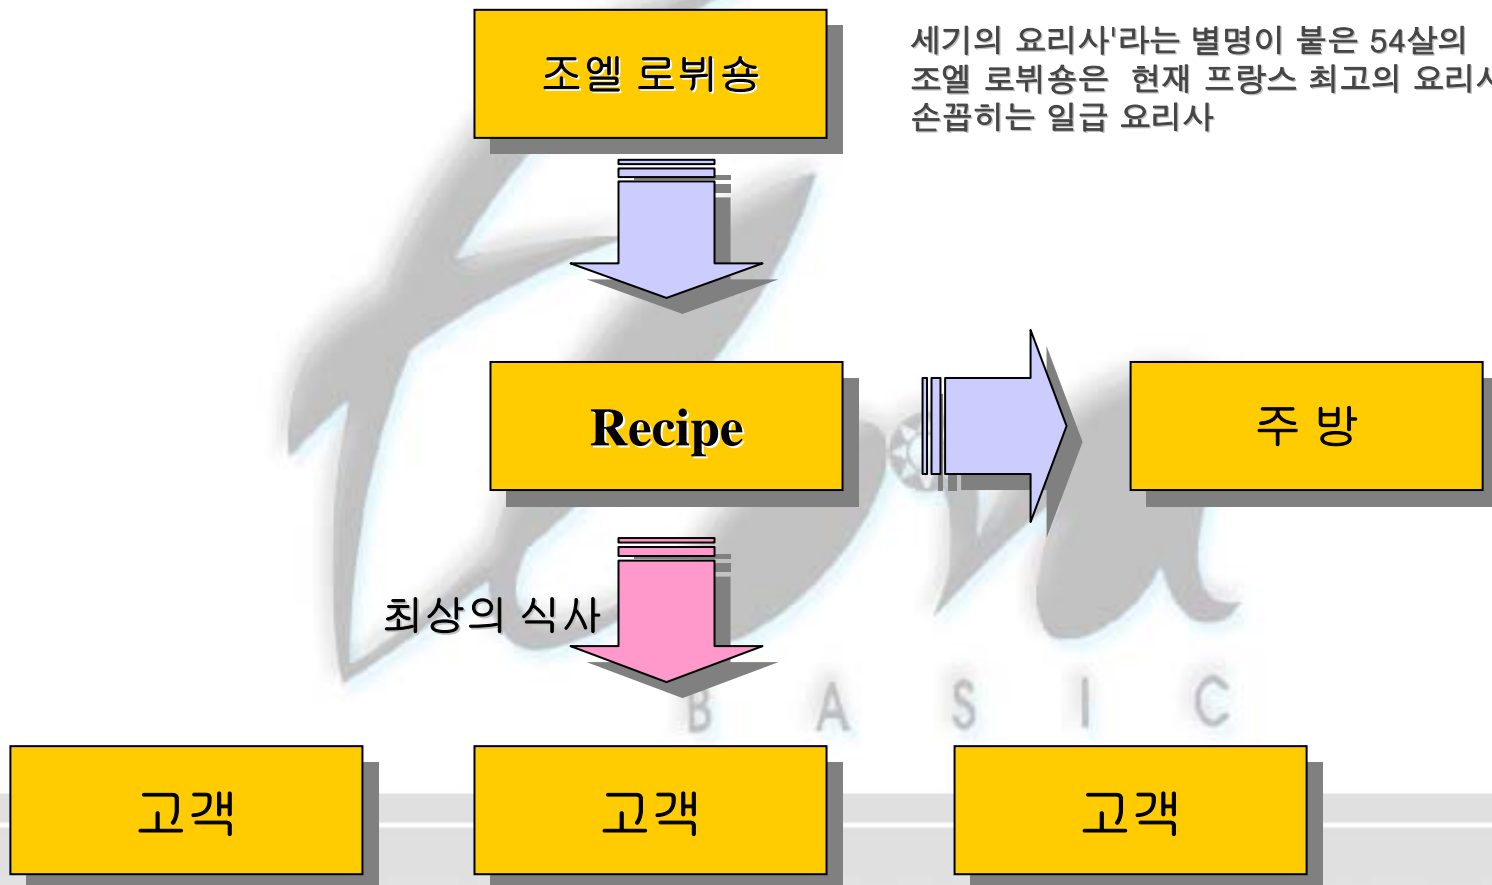 조엘 로뷔숑
세기의 요리사'라는 별명이 붙은 54살의
조엘 로뷔숑은 현재 프랑스 최고의
손꼽히는 일급 요리사
Recipe
주 방
최상의 식사
BASIC
고객
고객
고객